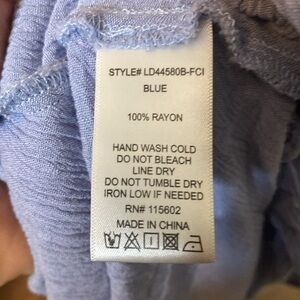 STYLE# LD44580B-FCI
BLUE
100% RAYON
HAND WASH COLD
DO NOT BLEACH
LINE DRY
DO NOT TUMBLE DRY
IRON LOW IF NEEDED
RN# 115602
MADE IN CHINA